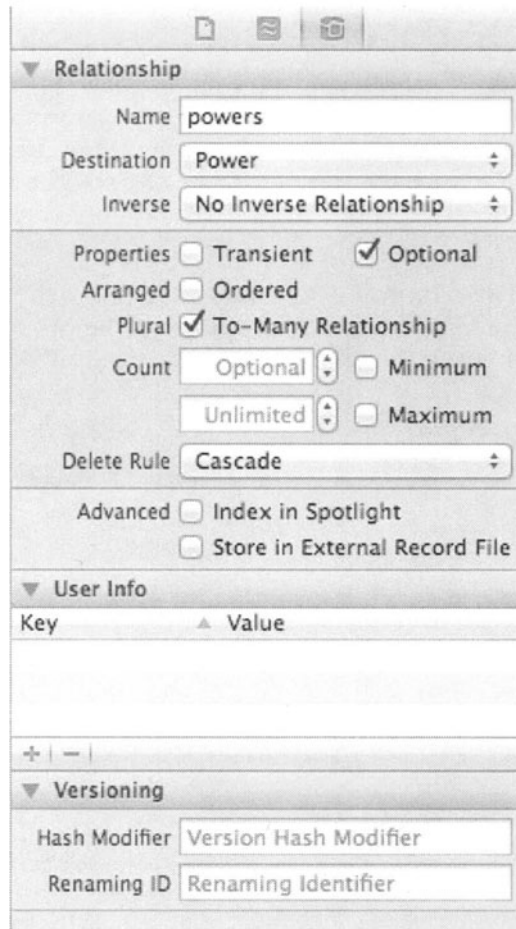 Relationship
Name powers
Destination Power
Inverse No Inverse Relationship
Properties Transient Optional
Arranged Ordered
Plural To-Many Relationship
Count Optional Minimum
Unlimited Maximum
Delete Rule Cascade
Advanced Index in Spotlight
Store in External Record File
User Info
Key Value
Versioning
Hash Modifier Version Hash Modifier
Renaming ID Renaming Identifier